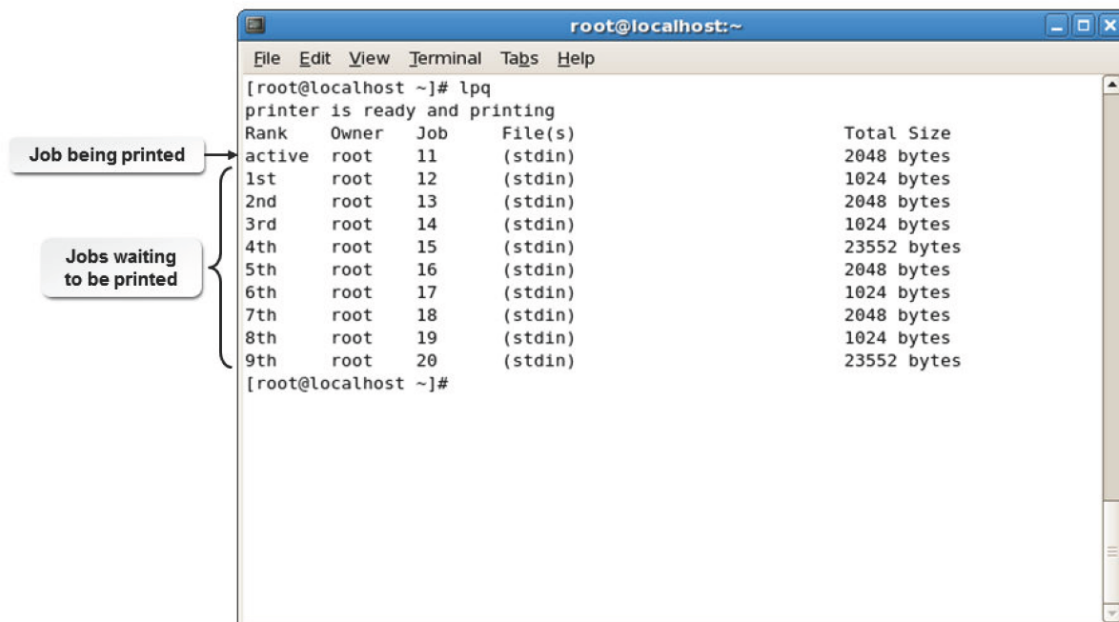 root@localhost:~
File Edit View Terminal Tabs Help
[root@localhost ~]# lpq
printer is ready and printing
Rank Owner Job File(s) Total Size
Job being printed
active root 11 (stdin) 2048 bytes
1st root 12 (stdin) 1024 bytes
2nd root 13 (stdin) 2048 bytes
3rd root 14 (stdin) 1024 bytes
4th root 15 (stdin) 23552 bytes
Jobs waiting
to be printed
5th root 16 (stdin) 2048 bytes
6th root 17 (stdin) 1024 bytes
7th root 18 (stdin) 2048 bytes
8th root 19 (stdin) 1024 bytes
9th root 20 (stdin) 23552 bytes
[root@localhost ~]#